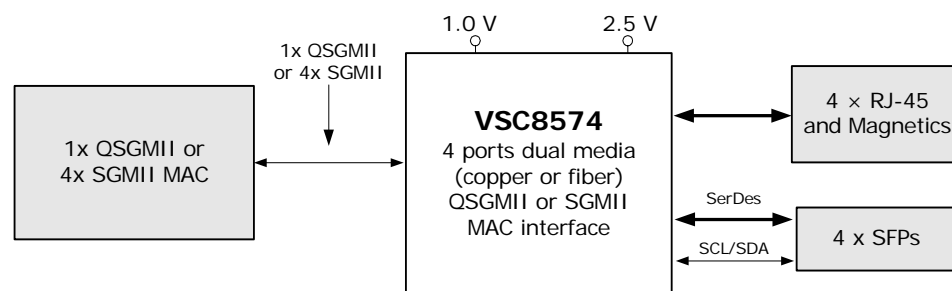 1.0 V
2.5 V
1x QSGMII
or 4x SGMII
1x QSGMII or
4x SGMII MAC
VSC8574
4 ports dual media
(copper or fiber)
QSGMII or SGMII
MAC interface
4 × RJ-45
and Magnetics
SerDes
SCL/SDA
4 x SFPs